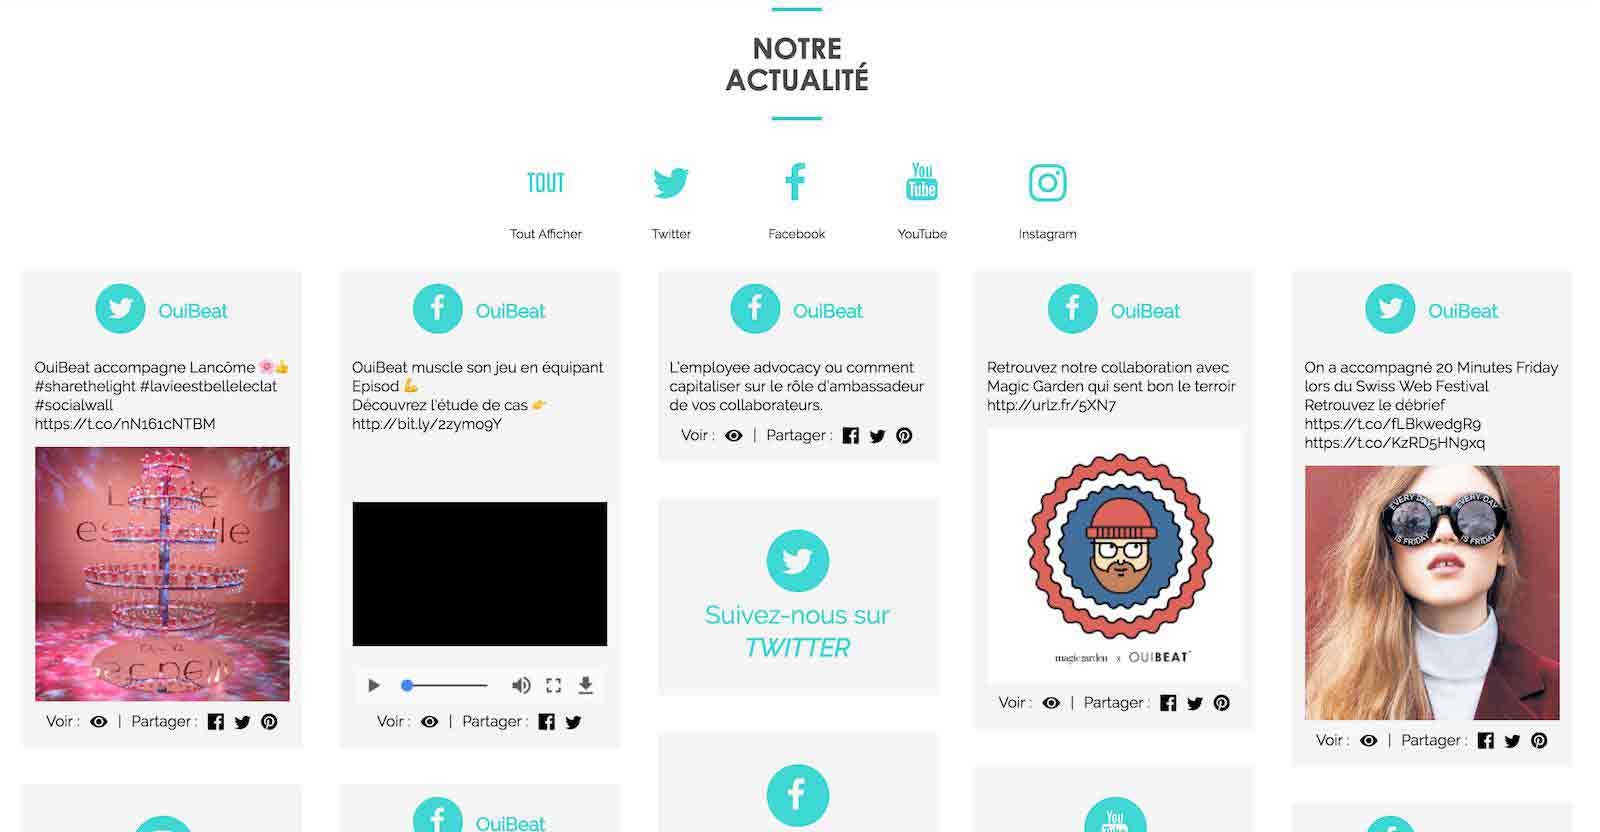 NOTRE
ACTUALITÉ
TOUT
You
Tube
Tout Afficher
Twitter
Facebook
YouTube
Instagram
OuiBeat
OuiBeat accompagne Lancôme 🌸👍
#sharethelight #lavieestbelleleclat
#socialwall
https://t.co/nN161cNTBM
La vie
est belle
Voir : | Partager :
OuiBeat
OuiBeat muscle son jeu en équipant
Episod 💪
Découvrez l'étude de cas 👉
http://bit.ly/2zymo9Y
Voir : | Partager :
OuiBeat
OuiBeat
L'employee advocacy ou comment
capitaliser sur le rôle d'ambassadeur
de vos collaborateurs.
Voir : | Partager :
Suivez-nous sur
TWITTER
OuiBeat
Retrouvez notre collaboration avec
Magic Garden qui sent bon le terroir
http://urlz.fr/5XN7
magicgarden x OUIBEAT
Voir : | Partager :
You
Tube
OuiBeat
On a accompagné 20 Minutes Friday
lors du Swiss Web Festival
Retrouvez le débrief
https://t.co/fLBkwedgR9
https://t.co/KzRD5HN9xq
EVERY DAY
IS FRIDAY
EVERY DAY
IS FRIDAY
Voir : | Partager :